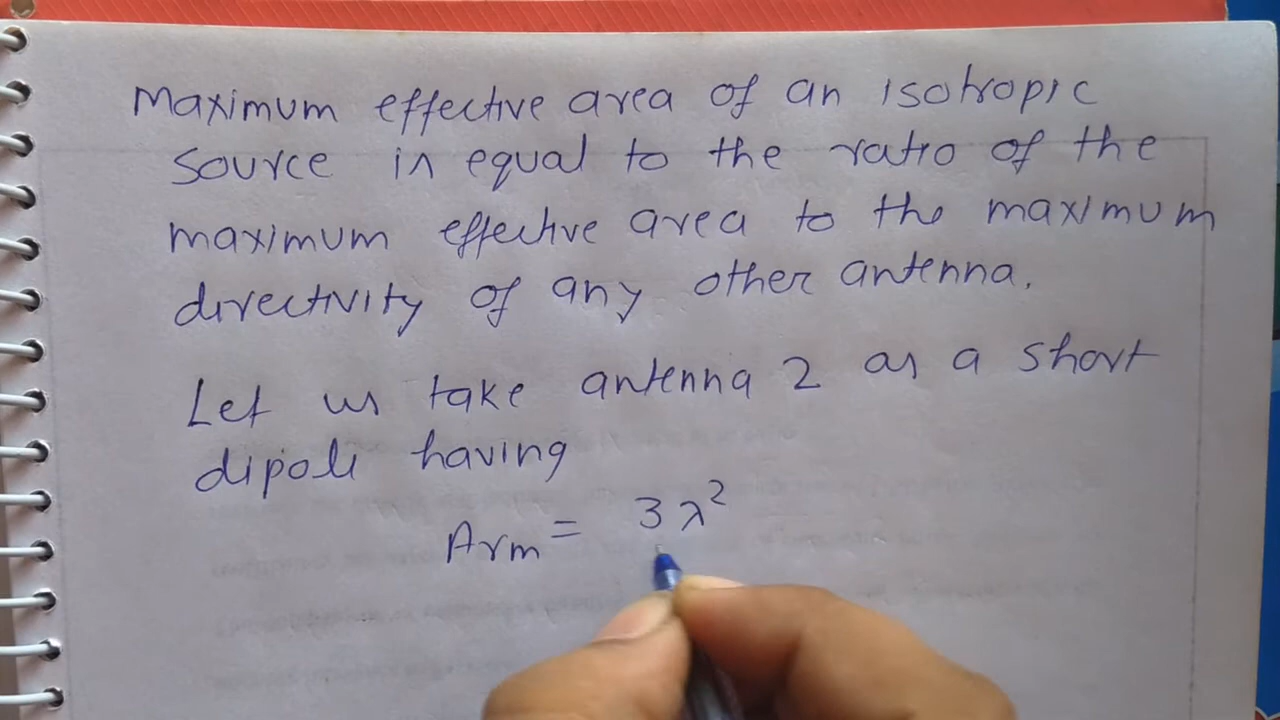 Maximum effective area of an isotropic
source is equal to the ratio of the
maximum effective area to the maximum
directivity of any other antenna.
Let us take antenna 2 as a short
dipole having
Arm = 3λ²